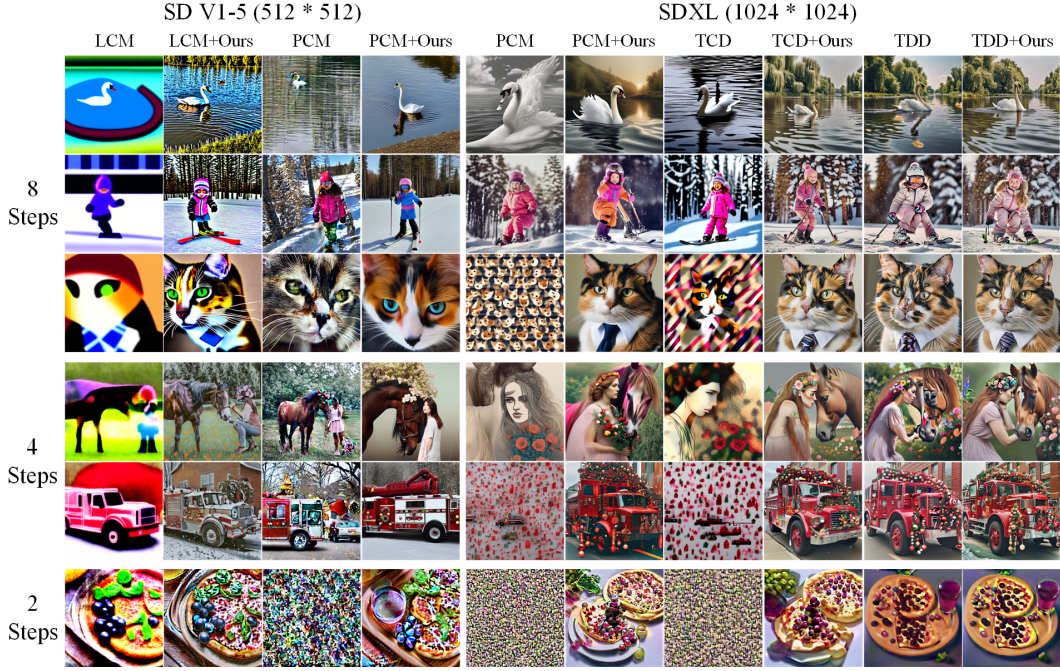 SD V1-5 (512 * 512) SDXL (1024 * 1024)
LCM LCM+Ours PCM PCM+Ours PCM PCM+Ours TCD TCD+Ours TDD TDD+Ours
8
Steps
4
Steps
2
Steps